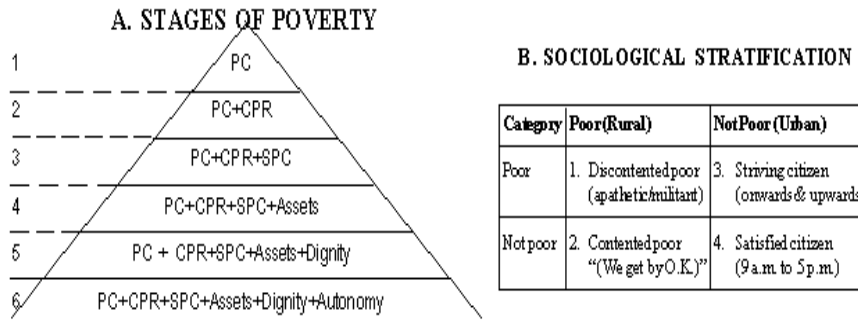 A. STAGES OF POVERTY
1 PC
2 PC+CPR
3 PC+CPR+SPC
4 PC+CPR+SPC+Assets
5 PC + CPR+SPC+Assets+Dignity
6 PC+CPR+SPC+Assets+Dignity+Autonomy
B. SOCIOLOGICAL STRATIFICATION
Category Poor (Rural) Not Poor (Urban)
Poor 1. Discontented poor 3. Striving citizen
(apathetic/militant) (onwards & upwards
Not poor 2. Contented poor 4. Satisfied citizen
"(We get by O.K.)" (9 a.m. to 5 p.m.)